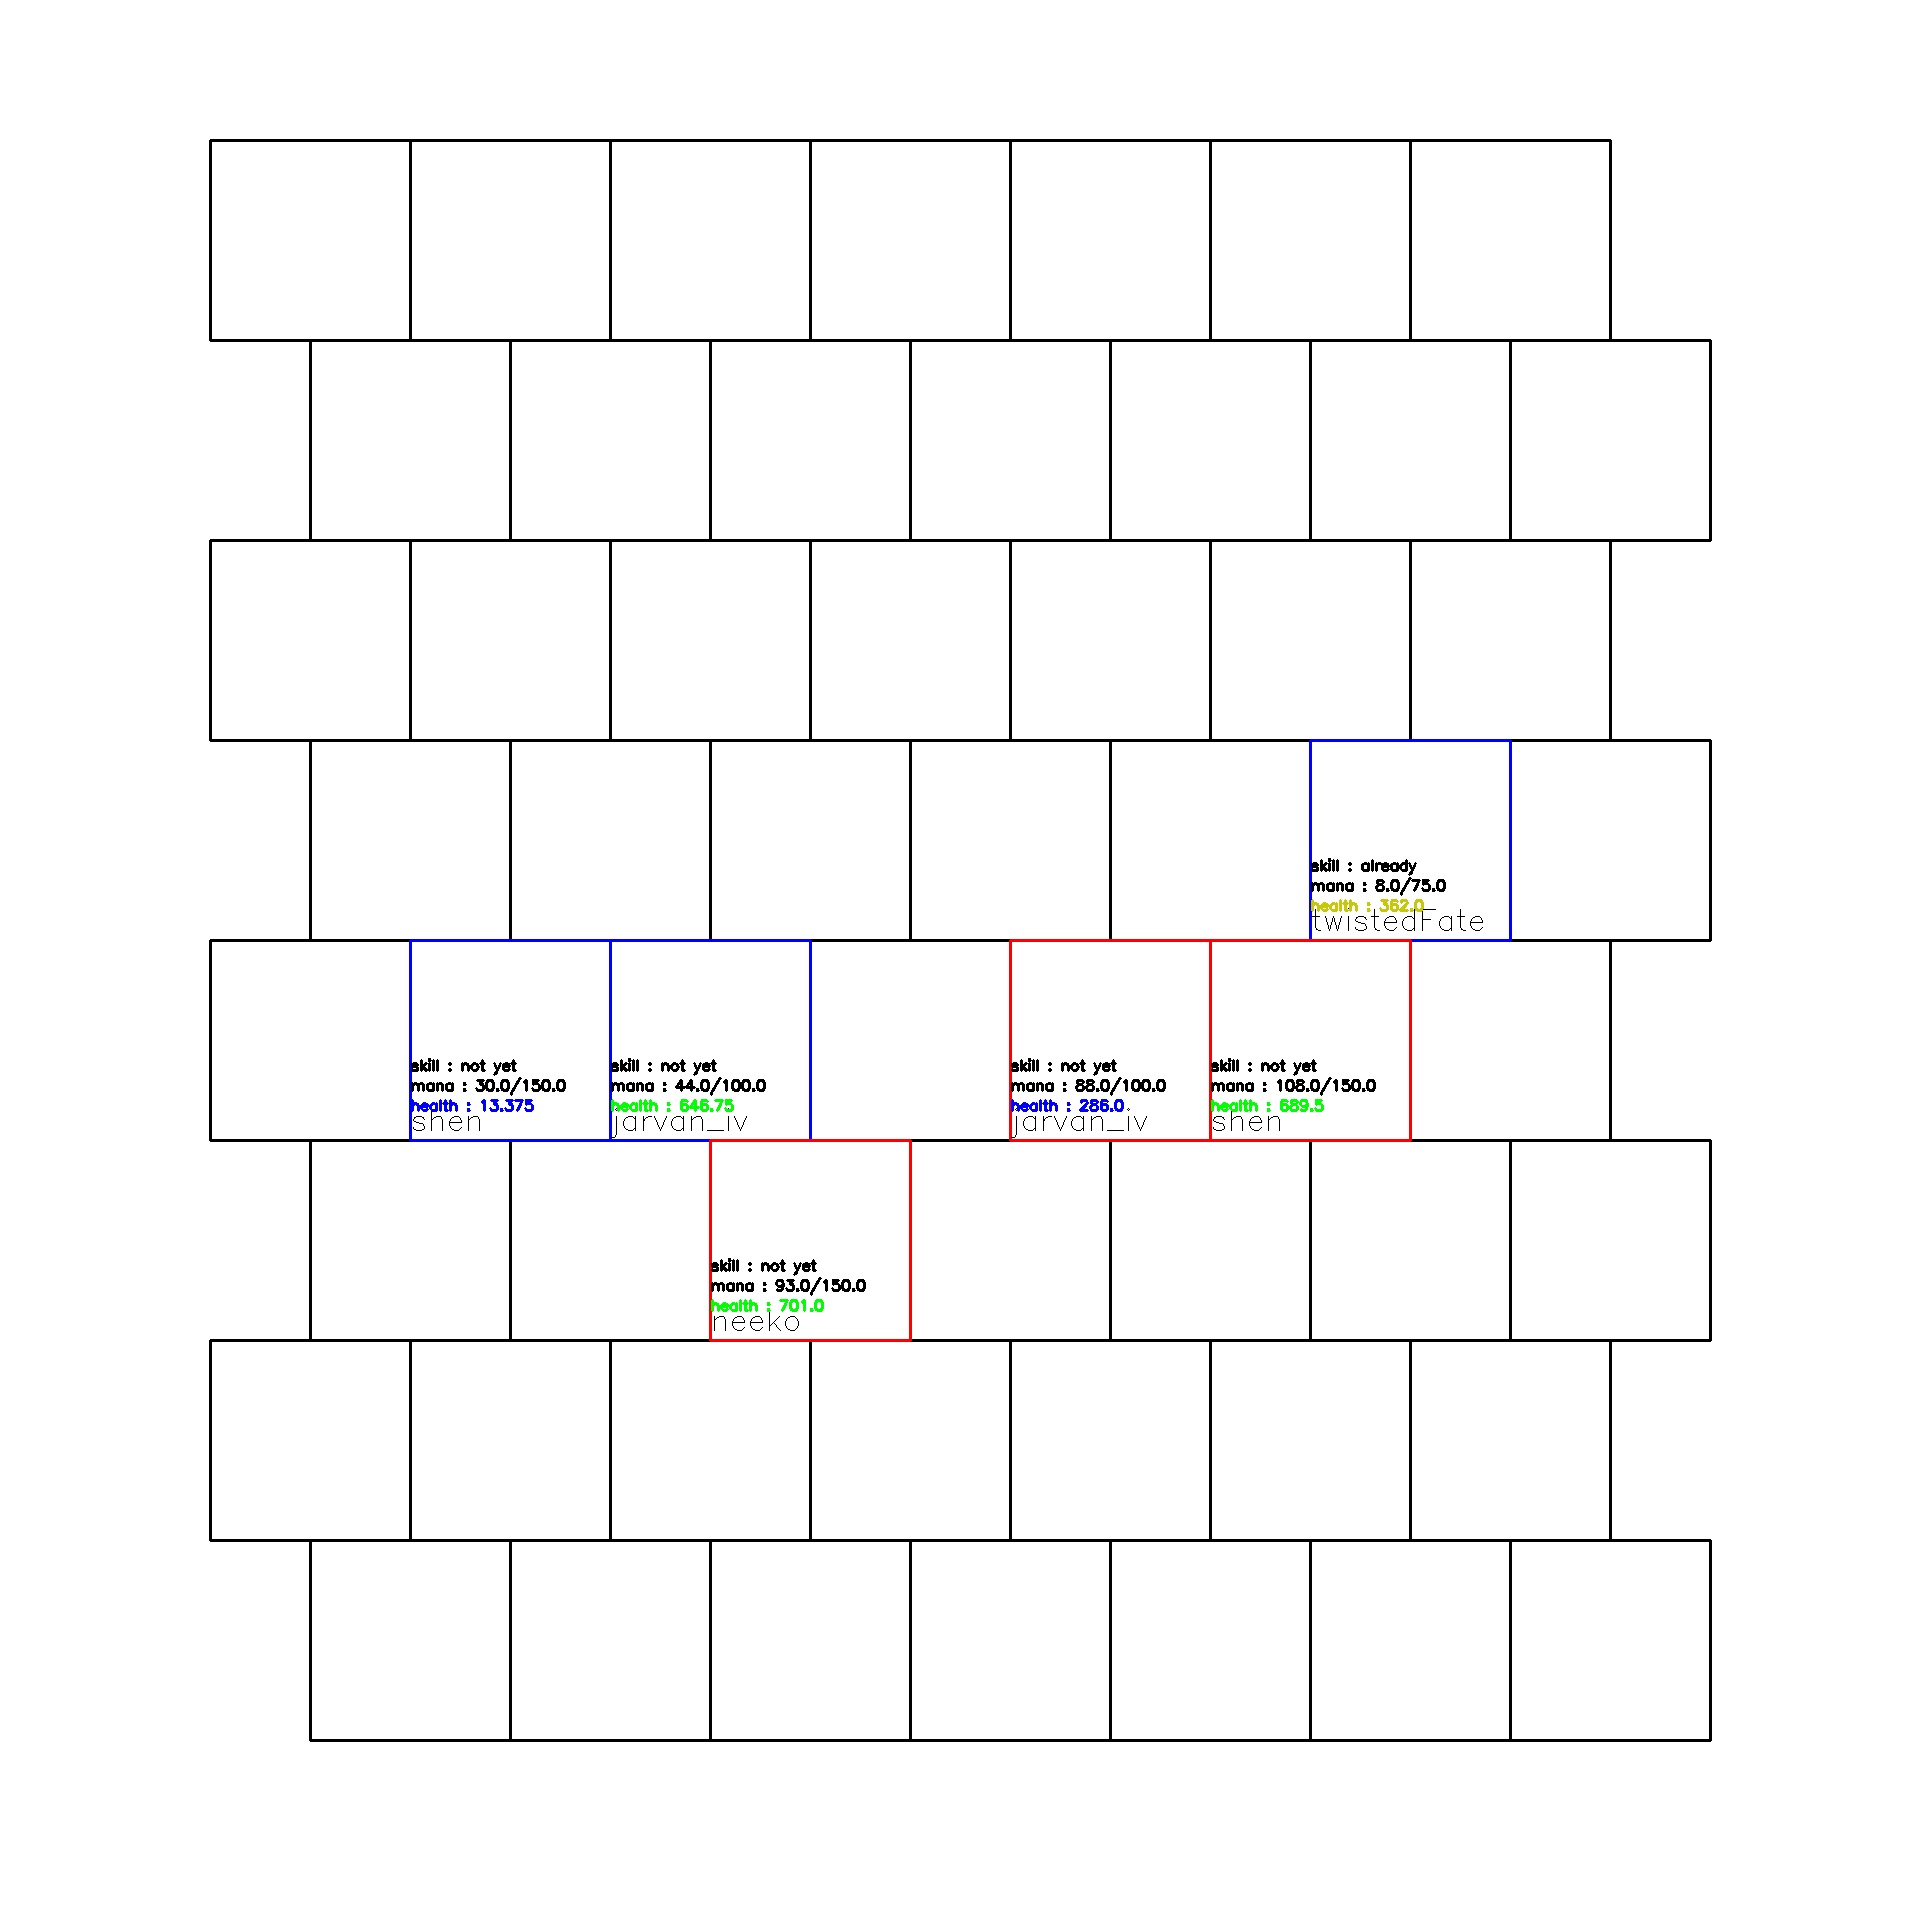 skill : already
mana : 8.0/75.0
health : 362.0
twistedFate
skill : not yet
mana : 30.0/150.0
health : 13.375
shen
skill : not yet
mana : 44.0/100.0
health : 646.75
jarvan_iv
skill : not yet
mana : 88.0/100.0
health : 286.0
jarvan_iv
skill : not yet
mana : 108.0/150.0
health : 689.5
shen
skill : not yet
mana : 93.0/150.0
health : 701.0
neeko